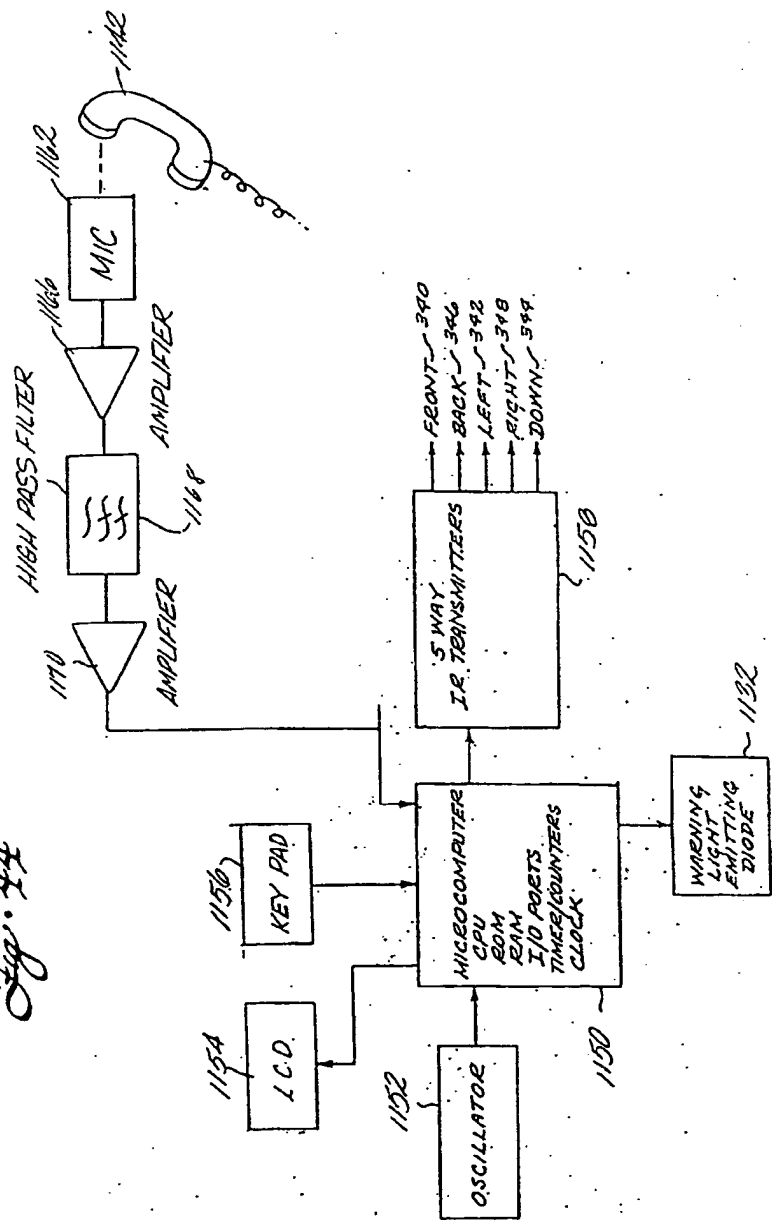 Fig. 44
1154
L.C.D.
1156
KEY PAD
1152
OSCILLATOR
MICROCOMPUTER
CPU
ROM
RAM
I/O PORTS
TIMER/COUNTERS
CLOCK
1150
WARNING
LIGHT
EMITTING
DIODE
1132
5 WAY
I.R. TRANSMITTERS
1158
FRONT 340
BACK 346
LEFT 342
RIGHT 348
DOWN 344
1170
AMPLIFIER
HIGH PASS FILTER
1168
1166
AMPLIFIER
1162
MIC
1142